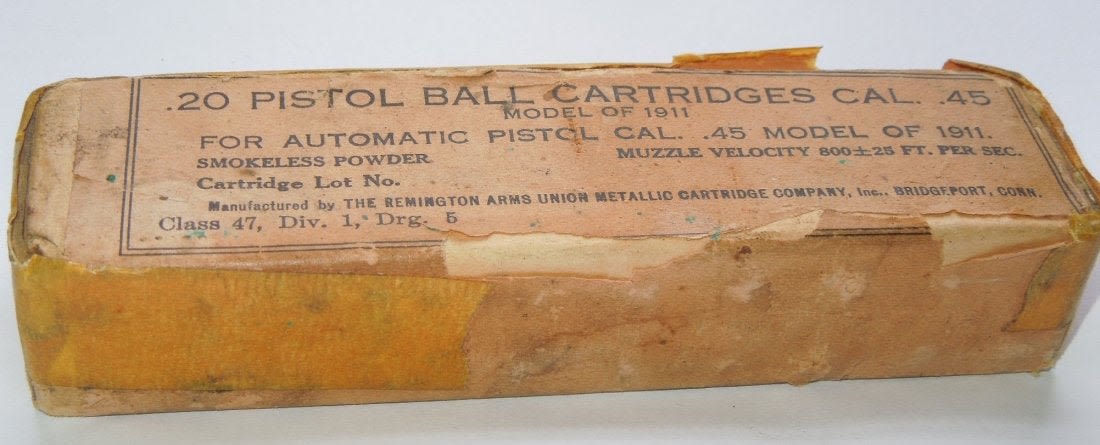 .20 PISTOL BALL CARTRIDGES CAL. .45
MODEL OF 1911
FOR AUTOMATIC PISTOL CAL. .45 MODEL OF 1911.
SMOKELESS POWDER MUZZLE VELOCITY 800±25 FT. PER SEC.
Cartridge Lot No.
Manufactured by THE REMINGTON ARMS UNION METALLIC CARTRIDGE COMPANY, Inc., BRIDGEPORT, CONN.
Class 47, Div. 1, Drg. 5